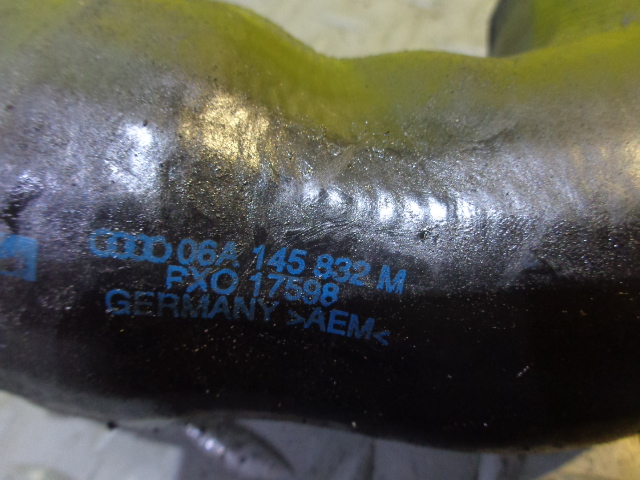 06A 145 832 M
PXO 17598
GERMANY >AEM<